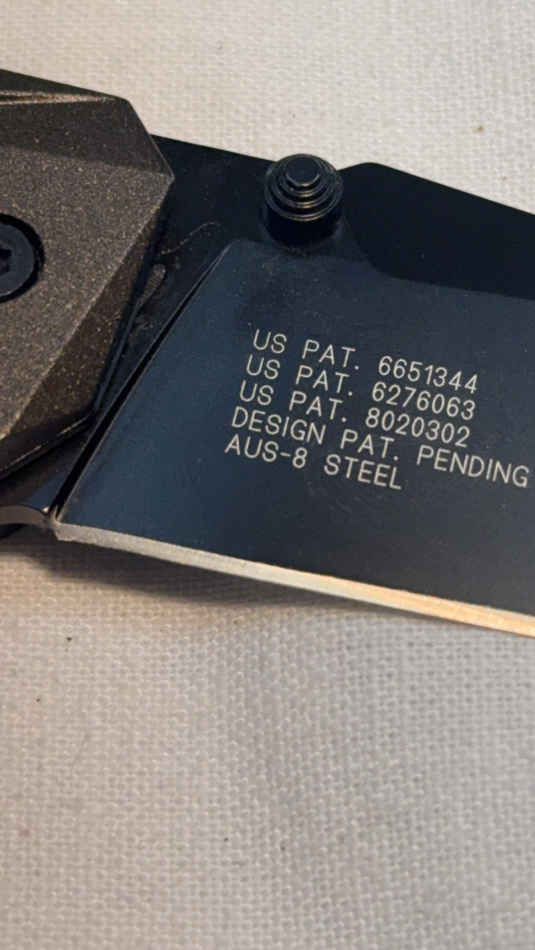 US PAT. 6651344
US PAT. 6276063
US PAT. 8020302
DESIGN PAT. PENDING
AUS-8 STEEL